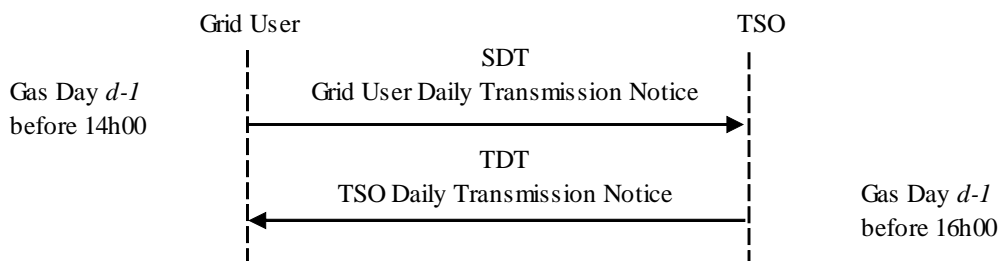 Grid User
TSO
SDT
Gas Day d-1
Grid User Daily Transmission Notice
before 14h00
TDT
TSO Daily Transmission Notice
Gas Day d-1
before 16h00